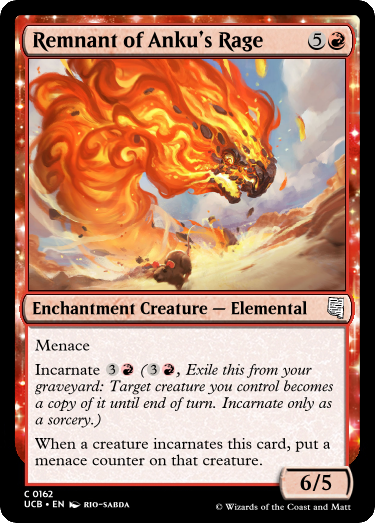 Remnant of Anku's Rage 5
Enchantment Creature — Elemental
Menace
Incarnate 3 (3, Exile this from your
graveyard: Target creature you control becomes
a copy of it until end of turn. Incarnate only as
a sorcery.)
When a creature incarnates this card, put a
menace counter on that creature.
6/5
C 0162
UCB • EN RIO-SABDA
© Wizards of the Coast and Matt